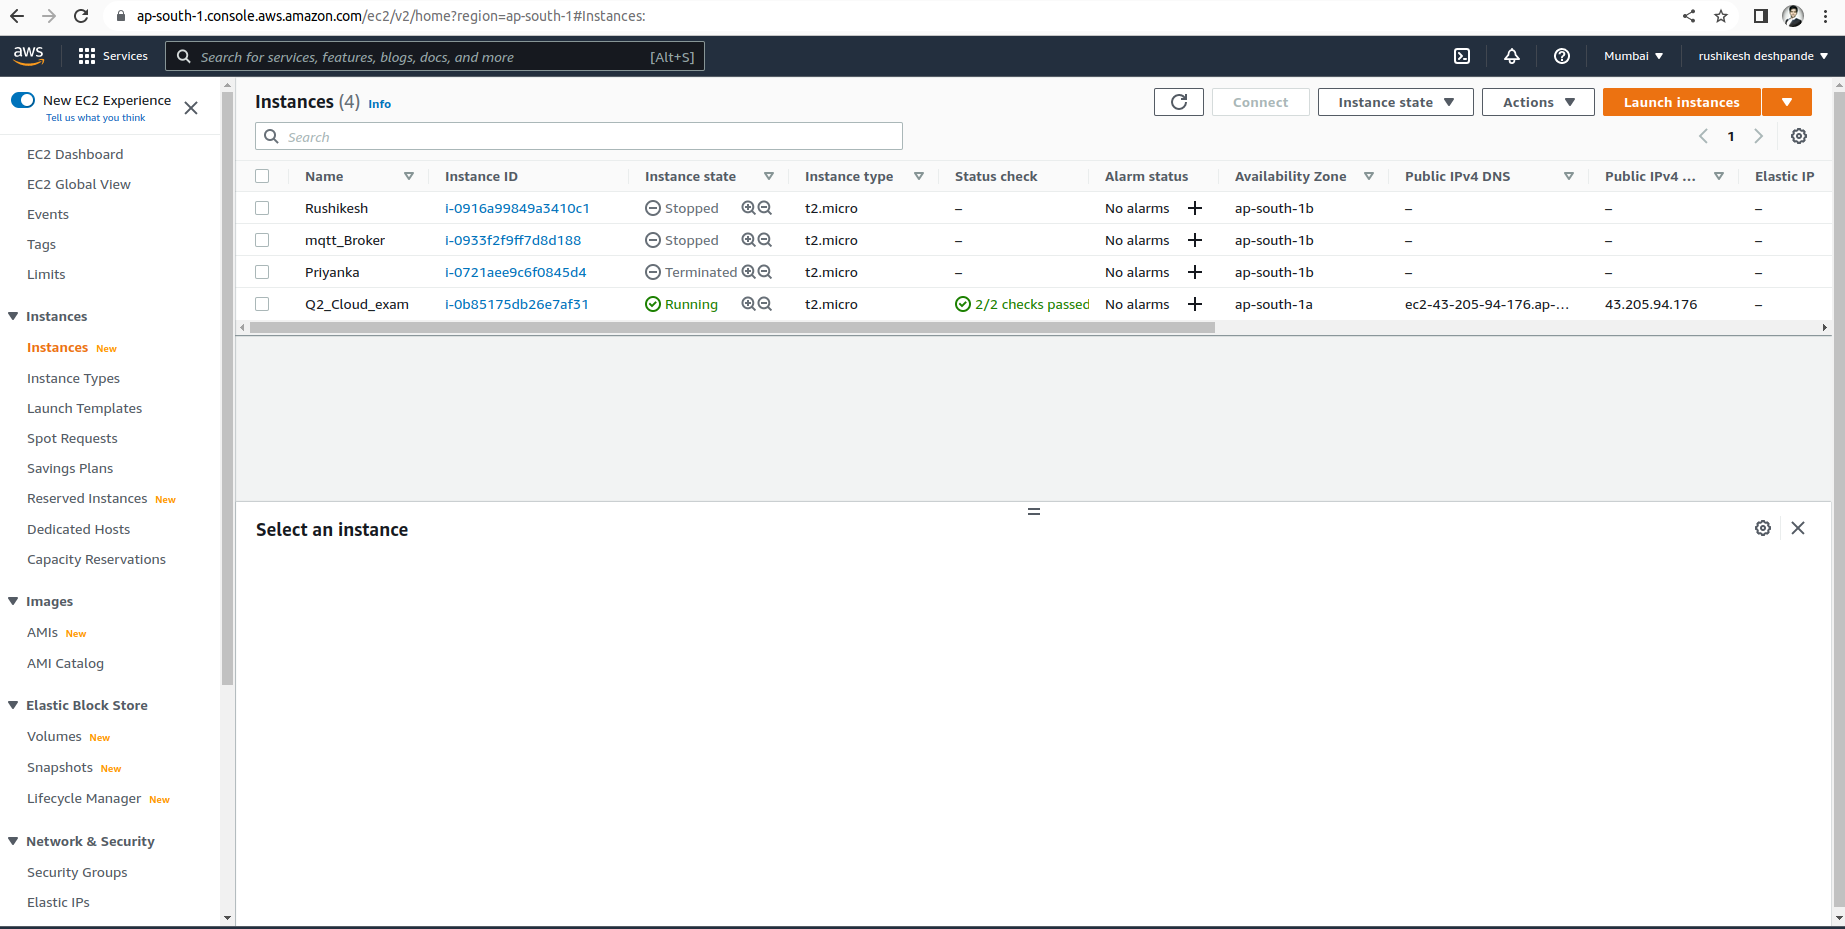 ap-south-1.console.aws.amazon.com/ec2/v2/home?region=ap-south-1#Instances:
aws Services Search for services, features, blogs, docs, and more [Alt+S] Mumbai rushikesh deshpande
New EC2 Experience
Tell us what you think
EC2 Dashboard
EC2 Global View
Events
Tags
Limits
Instances
Instances New
Instance Types
Launch Templates
Spot Requests
Savings Plans
Reserved Instances New
Dedicated Hosts
Capacity Reservations
Images
AMIs New
AMI Catalog
Elastic Block Store
Volumes New
Snapshots New
Lifecycle Manager New
Network & Security
Security Groups
Elastic IPs
Instances (4) Info Connect Instance state Actions Launch instances
Search 1
Name Instance ID Instance state Instance type Status check Alarm status Availability Zone Public IPv4 DNS Public IPv4 ... Elastic IP
Rushikesh i-0916a99849a3410c1 Stopped t2.micro – No alarms ap-south-1b – – –
mqtt_Broker i-0933f2f9ff7d8d188 Stopped t2.micro – No alarms ap-south-1b – – –
Priyanka i-0721aee9c6f0845d4 Terminated t2.micro – No alarms ap-south-1b – – –
Q2_Cloud_exam i-0b85175db26e7af31 Running t2.micro 2/2 checks passed No alarms ap-south-1a ec2-43-205-94-176.ap-... 43.205.94.176 –
Select an instance